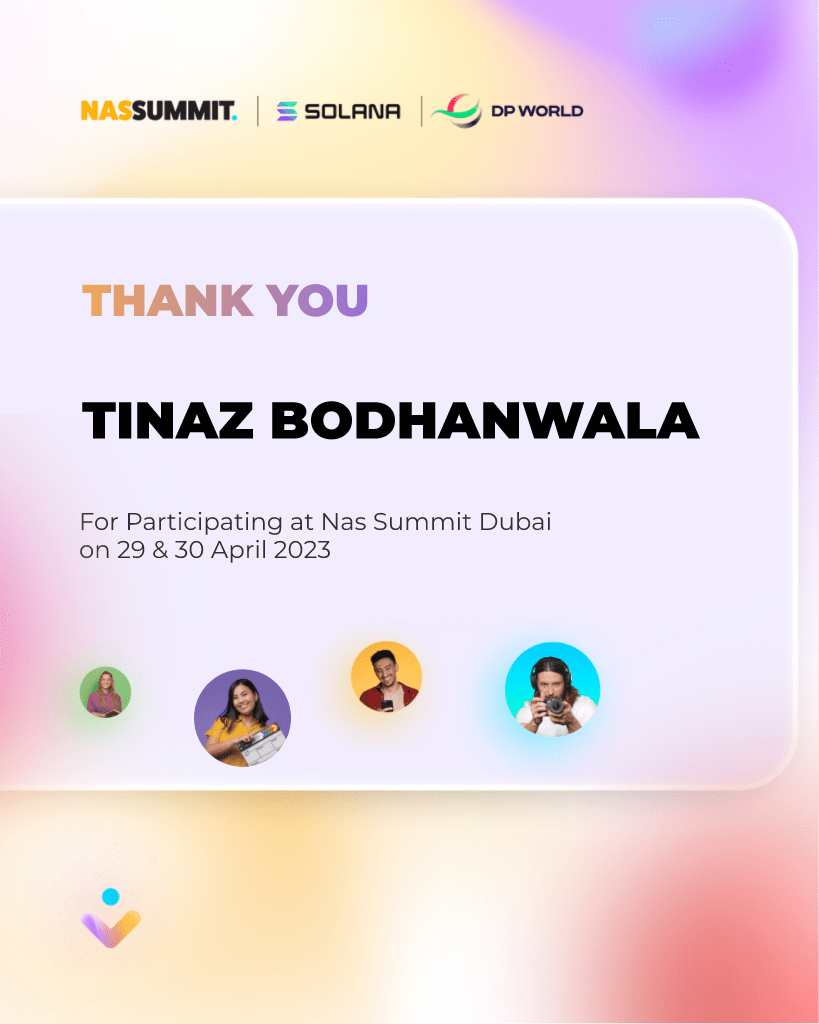 NASSUMMIT. | SOLANA | DP WORLD
THANK YOU
TINAZ BODHANWALA
For Participating at Nas Summit Dubai
on 29 & 30 April 2023